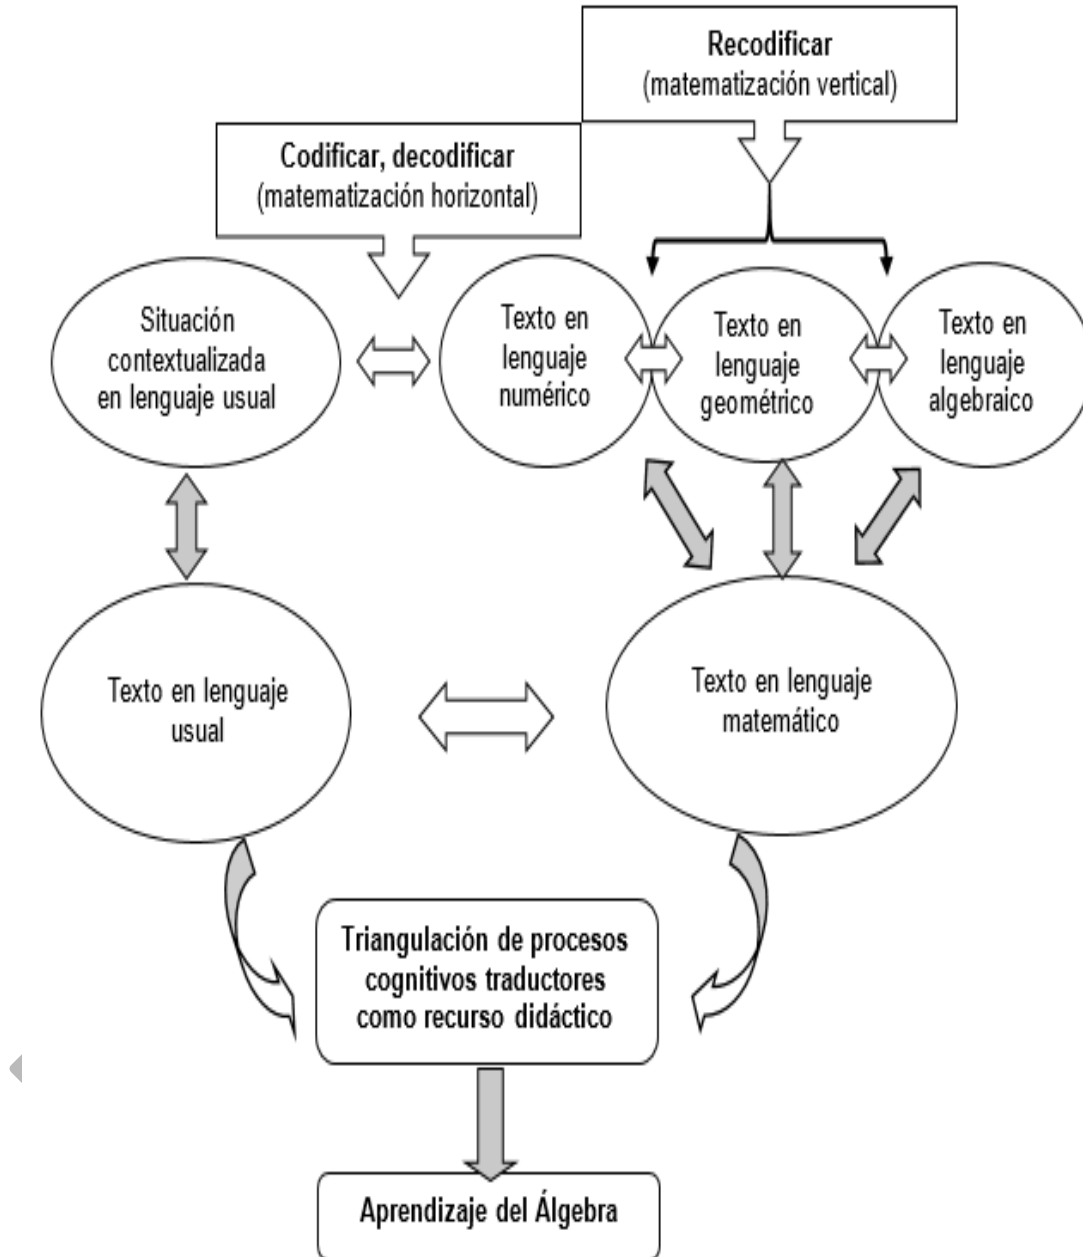 Recodificar
(matematización vertical)
Codificar, decodificar
(matematización horizontal)
Situación
contextualizada
en lenguaje usual
Texto en
lenguaje
numérico
Texto en
lenguaje
geométrico
Texto en
lenguaje
algebraico
Texto en lenguaje
usual
Texto en lenguaje
matemático
Triangulación de procesos
cognitivos traductores
como recurso didáctico
Aprendizaje del Álgebra